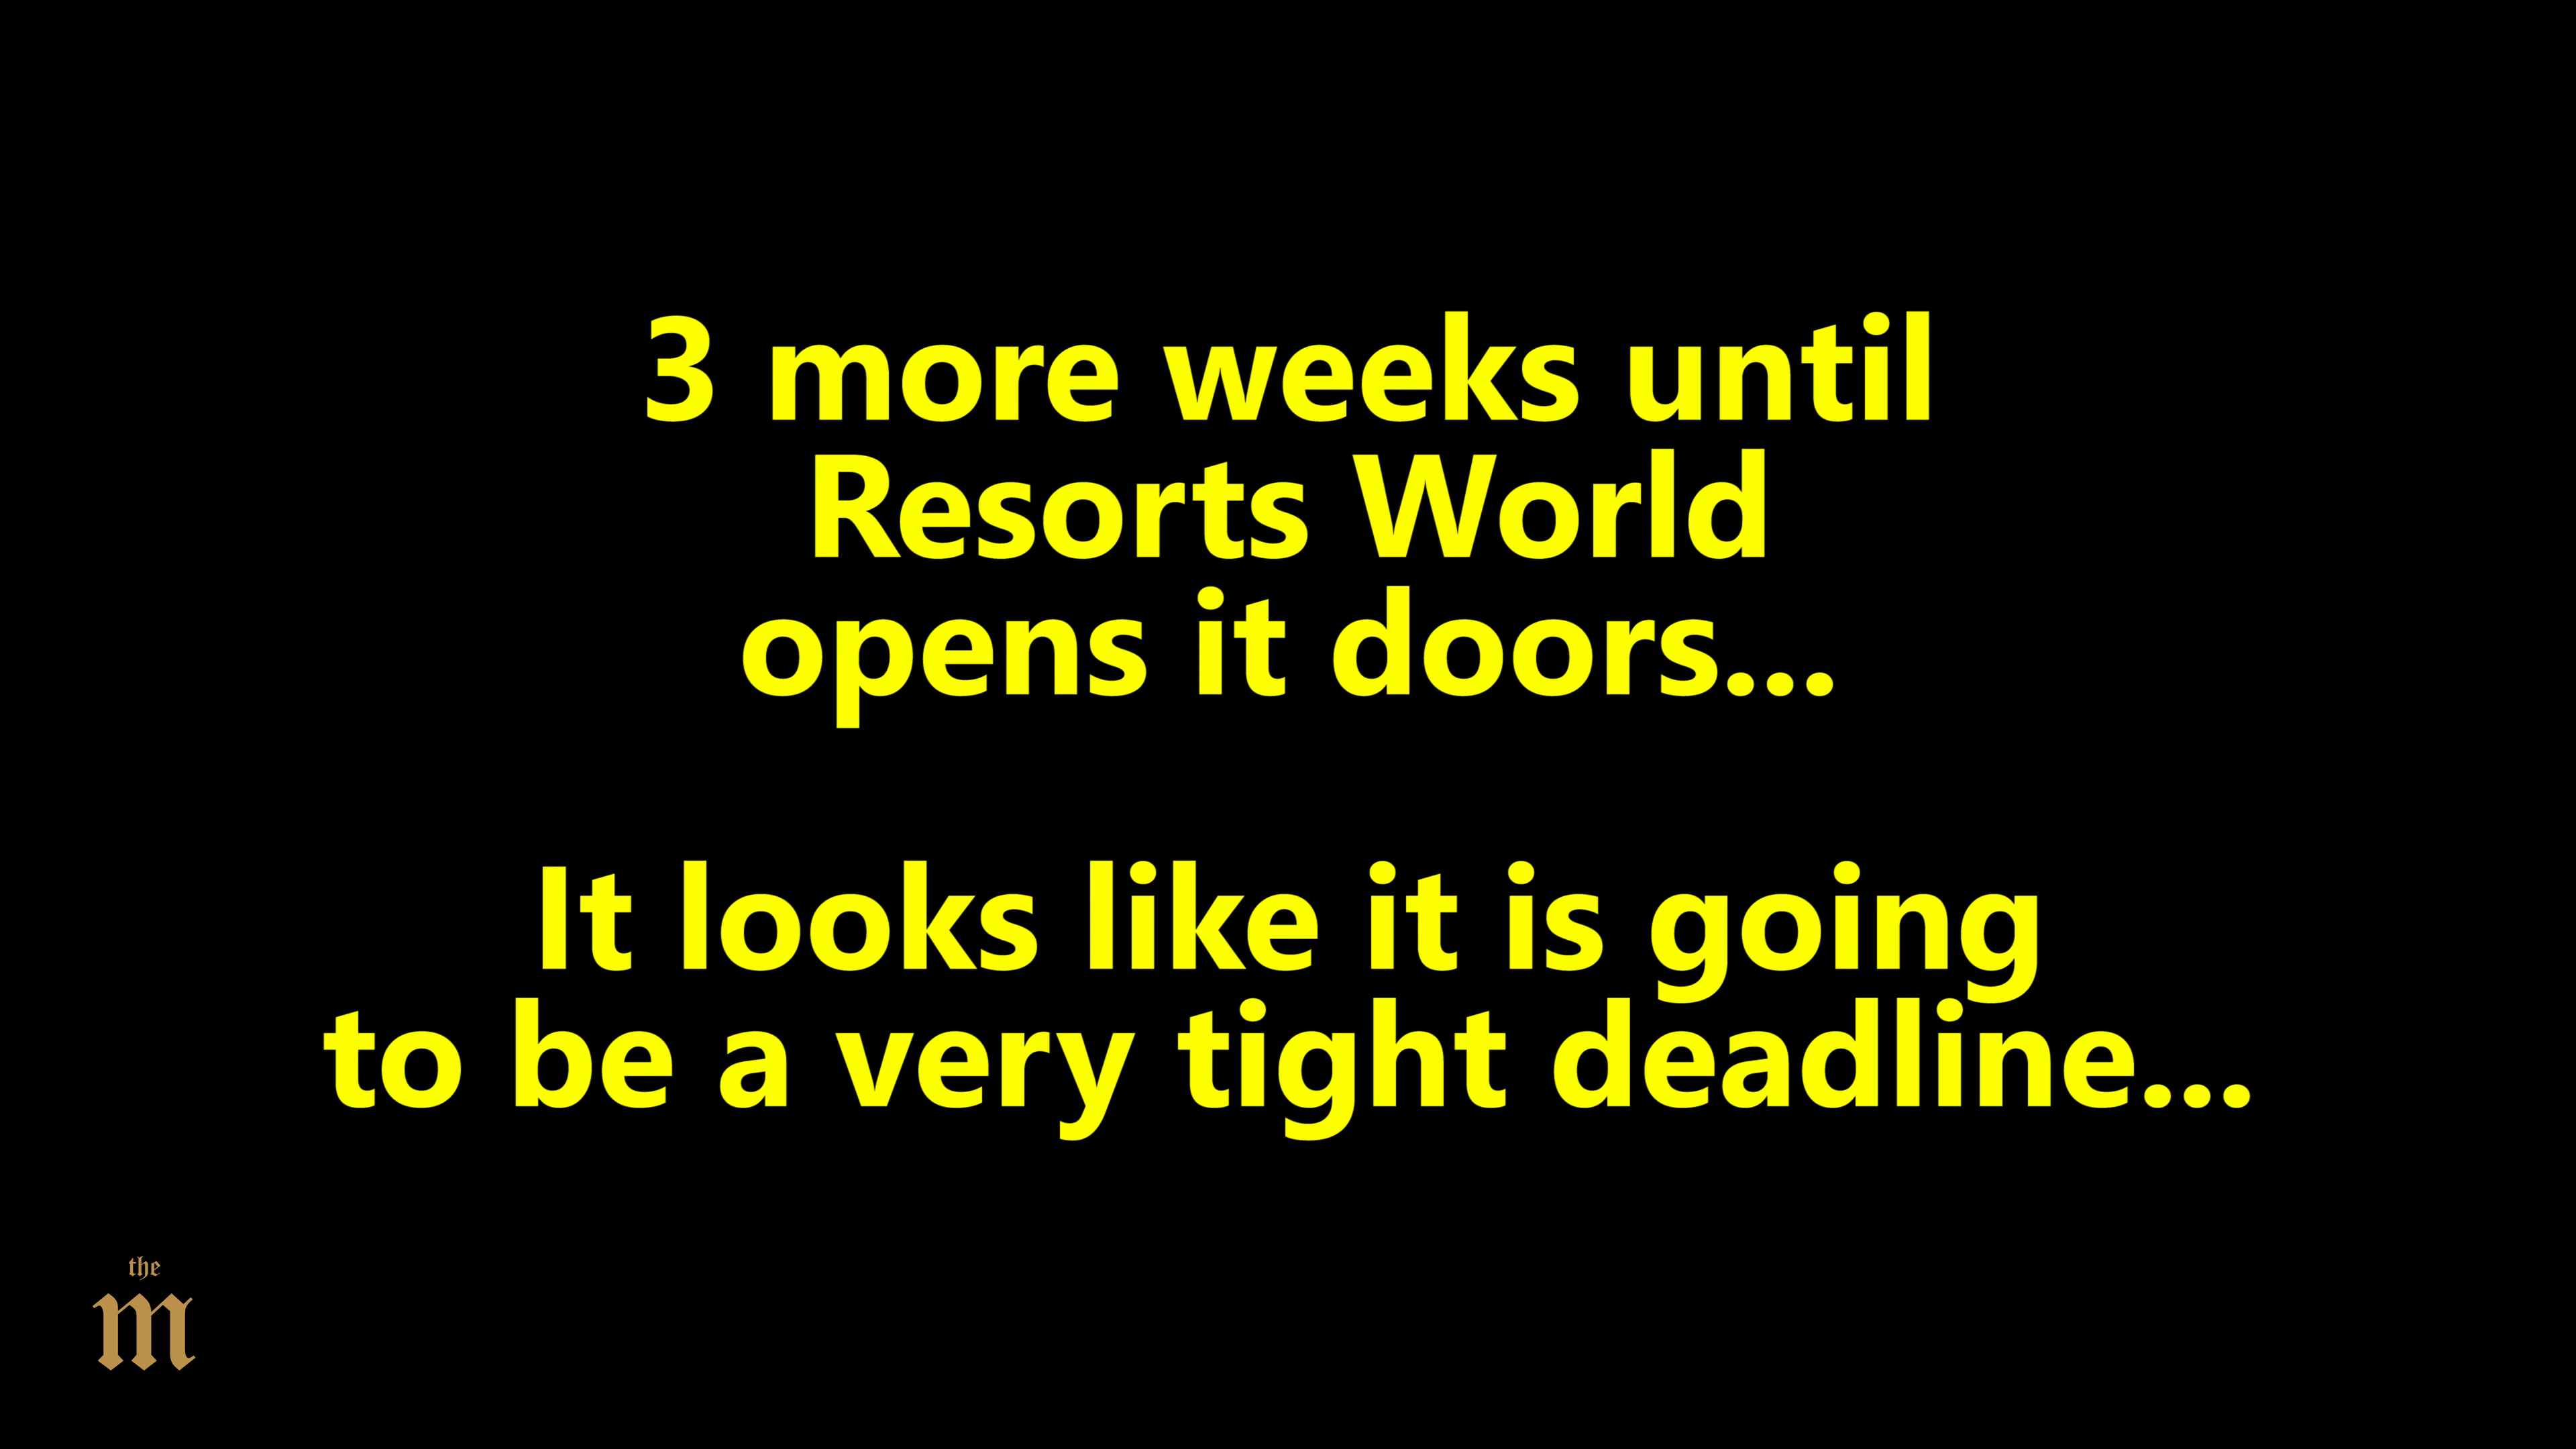 3 more weeks until
Resorts World
opens it doors...
It looks like it is going
to be a very tight deadline...
the
m